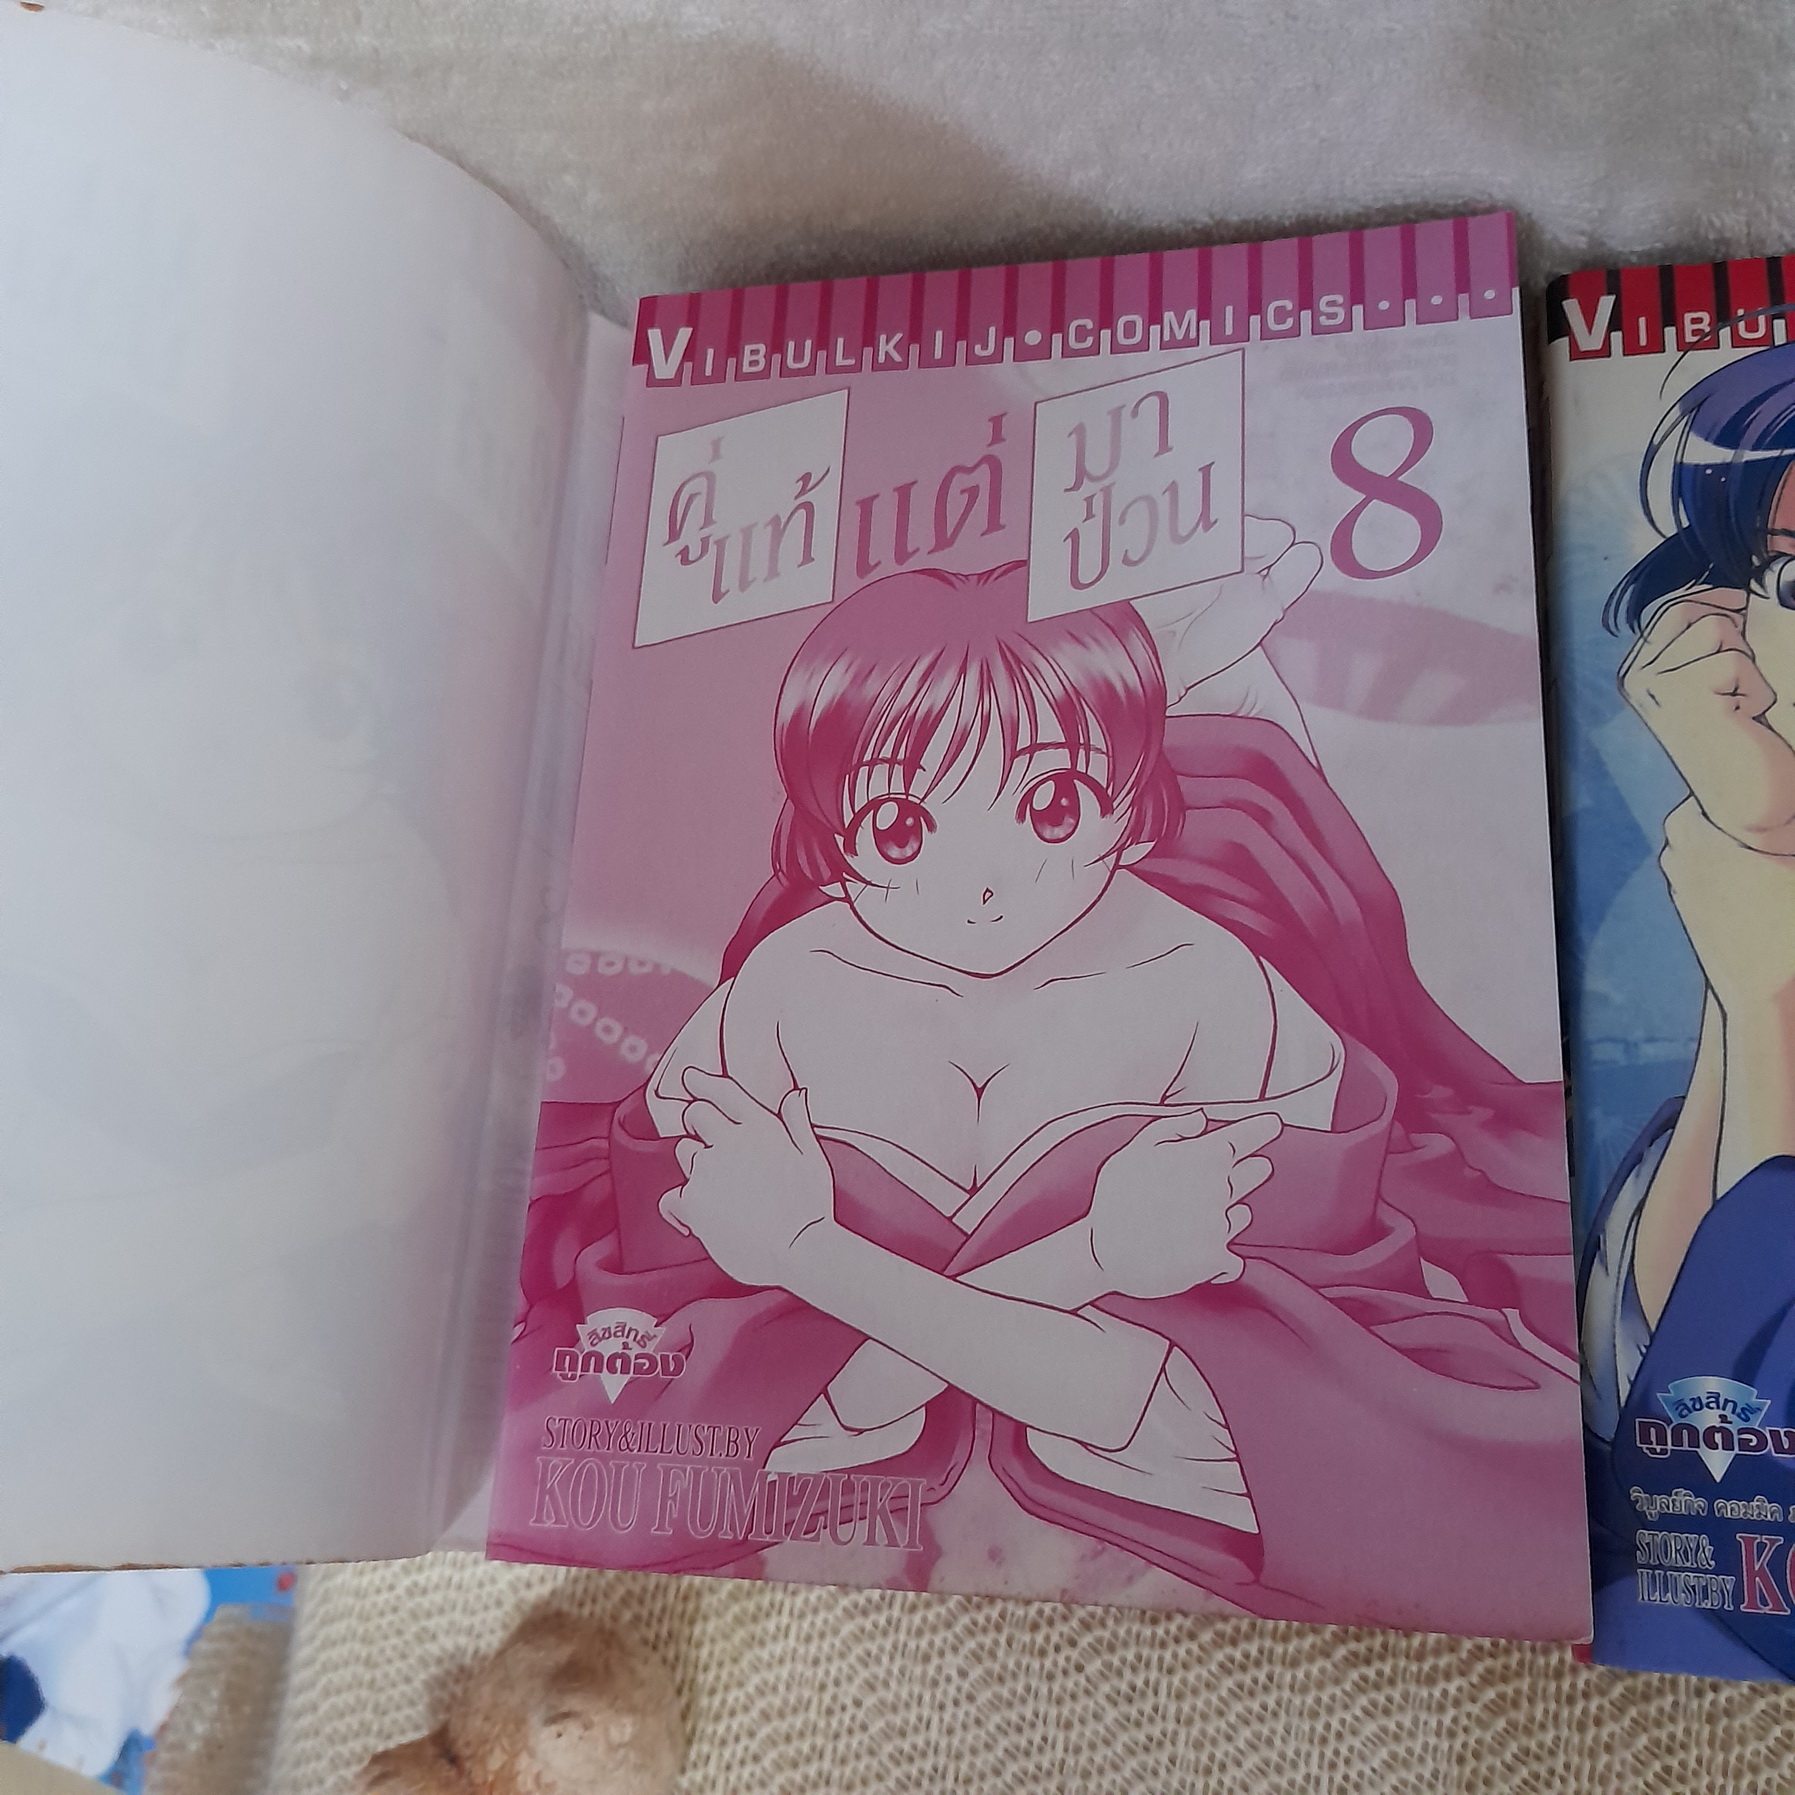 VIBULKIJ•COMICS•••
คู่แท้ แต่ มาป่วน 8
ลิขสิทธิ์
ถูกต้อง
STORY&ILLUST.BY
KOU FUMIZUKI
VIBU
ลิขสิทธิ์
ถูกต้อง
วิบูลย์กิจ คอมมิค
STORY&
ILLUST.BY